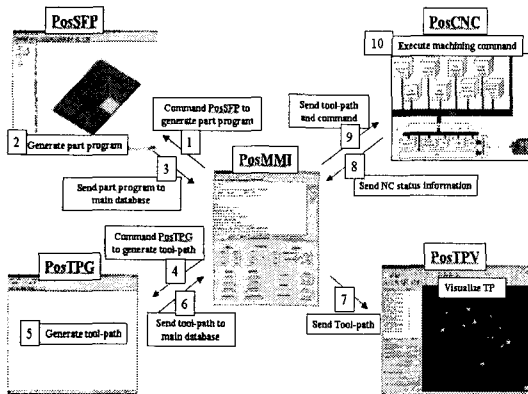 PosSFP
PosCNC
10 Execute machining command
Command PosSFP to
generate part program
1
Send tool-path
and command
9
2 Generate part program
3
PosMMI
8
Send part program to
main database
Send NC status information
Command PosTPG
to generate tool-path
PosTPG
4
PosTPV
Visualize TP
6
7
5 Generate tool-path
Send tool-path to
main database
Send Tool-path